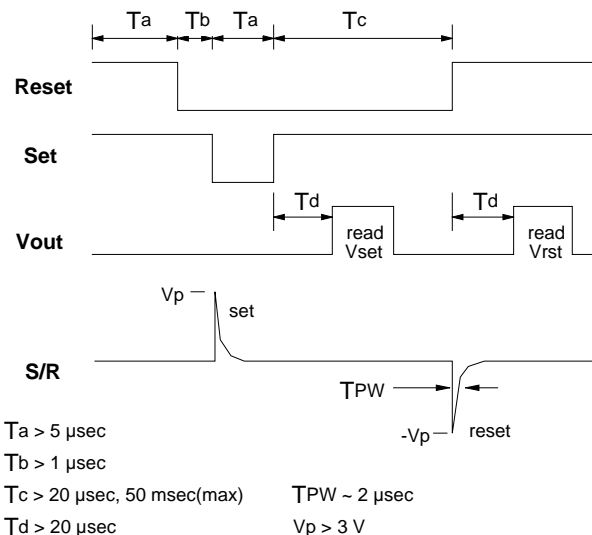 Ta Tb Ta Tc
Reset
Set
Td Td
Vout read Vset read Vrst
Vp set
S/R
TPW
-Vp reset
Ta > 5 µsec
Tb > 1 µsec
Tc > 20 µsec, 50 msec(max) TPW ~ 2 µsec
Td > 20 µsec Vp > 3 V